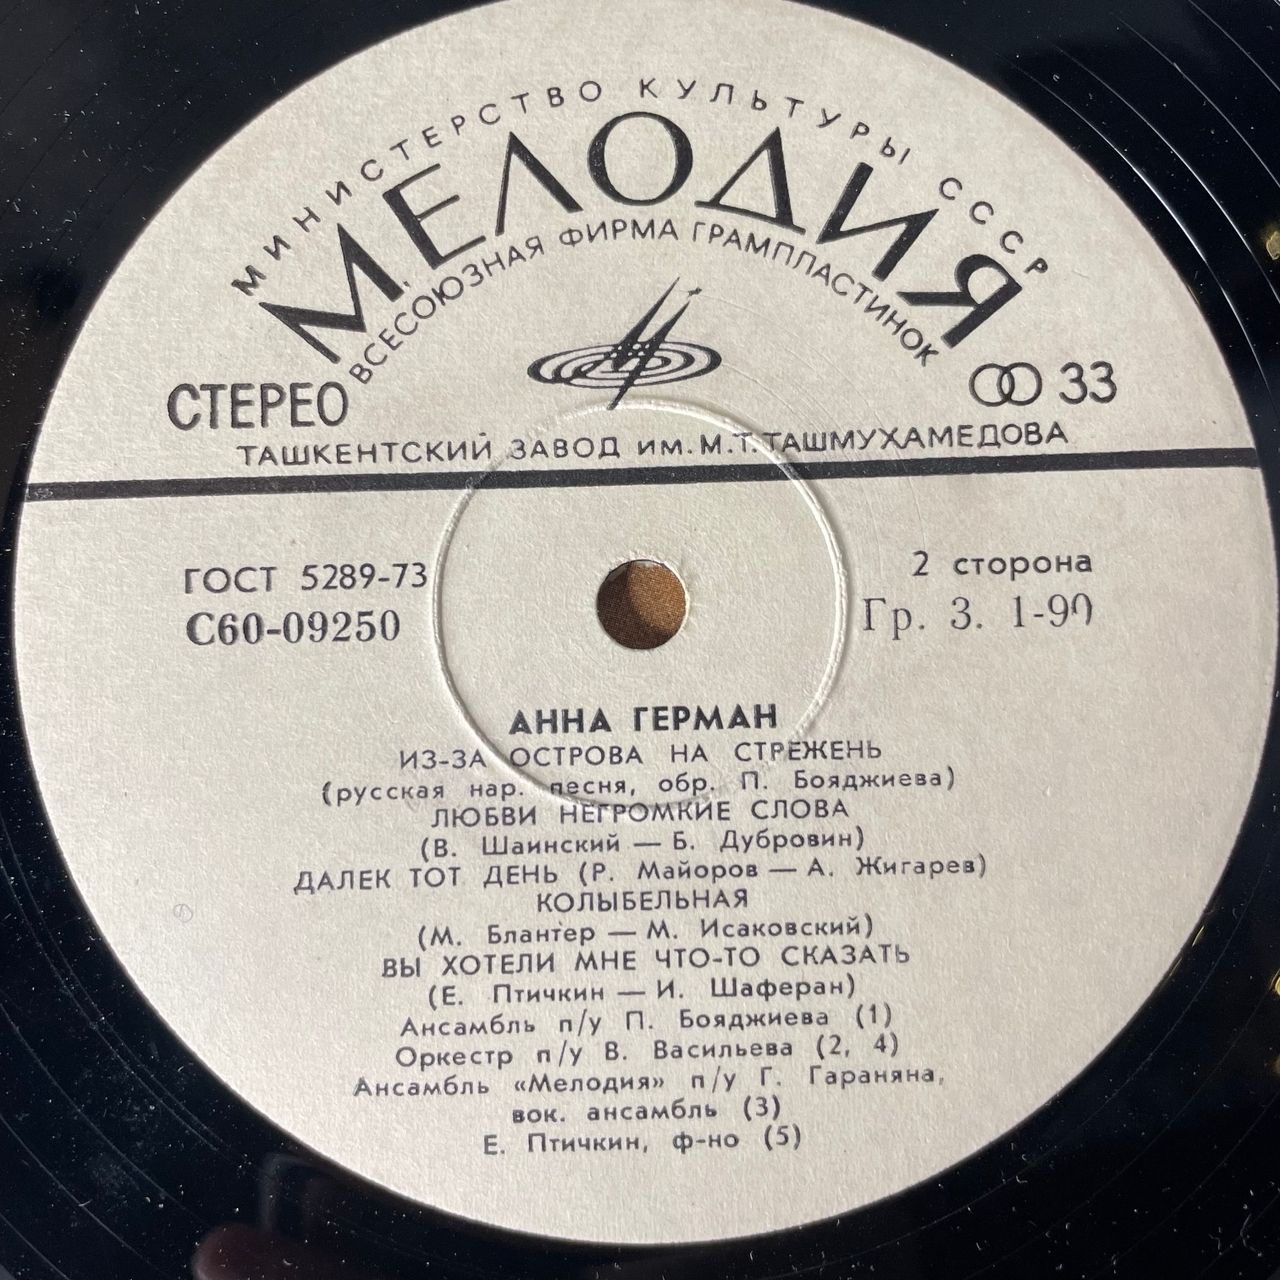 МИНИСТЕРСТВО КУЛЬТУРЫ СССР
МЕЛОДИЯ
ВСЕСОЮЗНАЯ ФИРМА ГРАМПЛАСТИНОК
СТЕРЕО
33
ТАШКЕНТСКИЙ ЗАВОД ИМ. М.Т. ТАШМУХАМЕДОВА
ГОСТ 5289-73
2 сторона
С60-09250
Гр. 3. 1-90
АННА ГЕРМАН
ИЗ-ЗА ОСТРОВА НА СТРЕЖЕНЬ
(русская нар. песня, обр. П. Бояджиева)
ЛЮБВИ НЕГРОМКИЕ СЛОВА
(В. Шаинский — Б. Дубровин)
ДАЛЕК ТОТ ДЕНЬ (Р. Майоров — А. Жигарев)
КОЛЫБЕЛЬНАЯ
(М. Блантер — М. Исаковский)
ВЫ ХОТЕЛИ МНЕ ЧТО-ТО СКАЗАТЬ
(Е. Птичкин — И. Шаферан)
Ансамбль п/у П. Бояджиева (1)
Оркестр п/у В. Васильева (2, 4)
Ансамбль «Мелодия» п/у Г. Гараняна,
вок. ансамбль (3)
Е. Птичкин, ф-но (5)